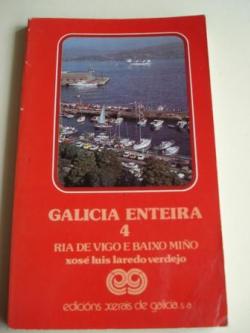 GALICIA ENTEIRA
4
RIA DE VIGO E BAIXO MIÑO
xosé luis laredo verdejo
edicións xerais de galicia, s.a.